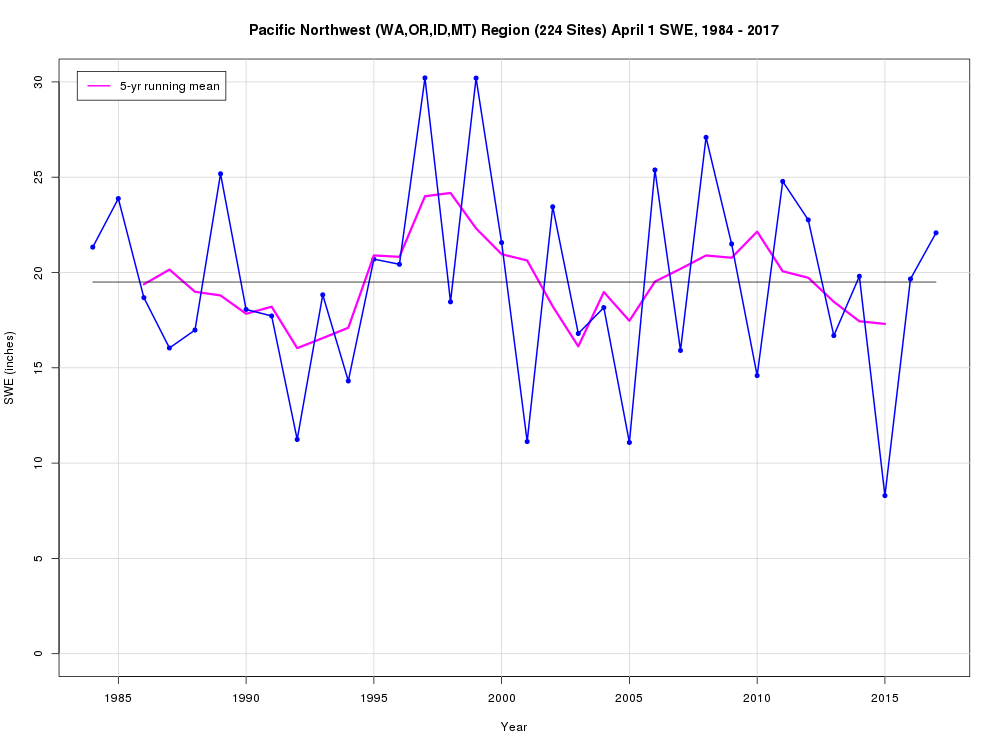 Pacific Northwest (WA,OR,ID,MT) Region (224 Sites) April 1 SWE, 1984 - 2017
5-yr running mean
30
25
20
15
10
5
0
SWE (inches)
1985 1990 1995 2000 2005 2010 2015
Year